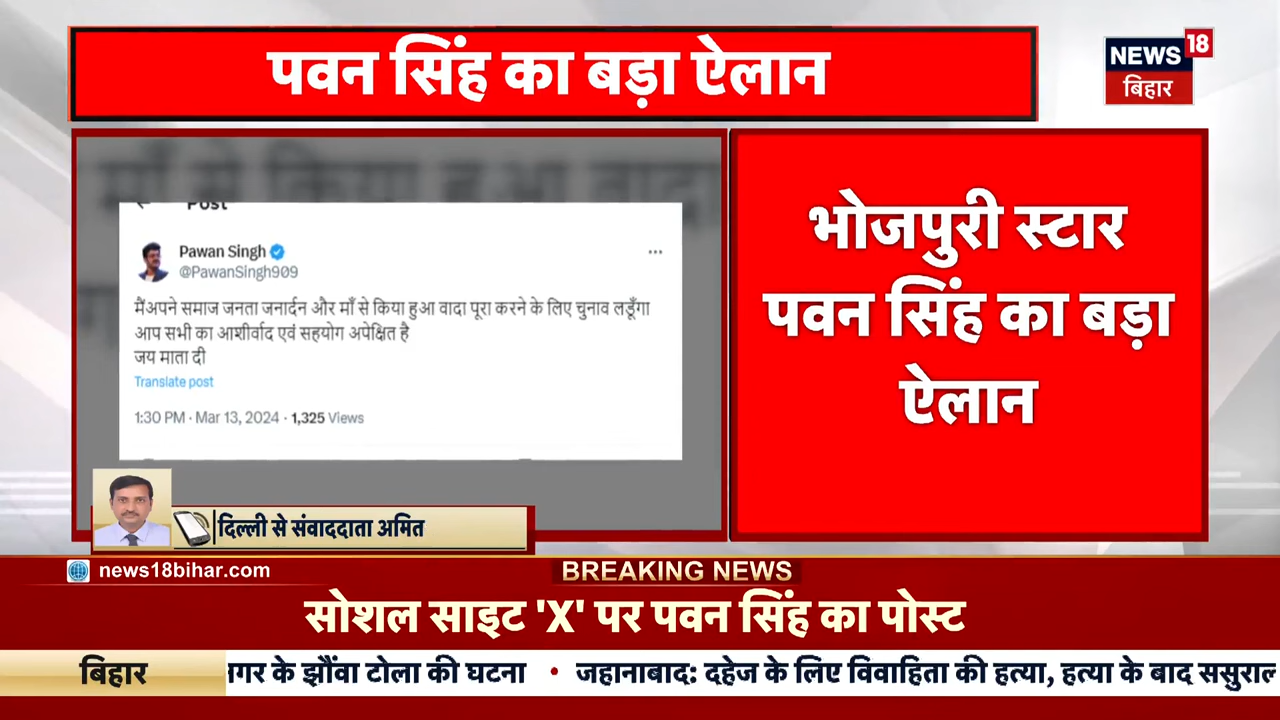 पवन सिंह का बड़ा ऐलान
NEWS 18
बिहार
Post
Pawan Singh
@PawanSingh909
मैंअपने समाज जनता जनार्दन और माँ से किया हुआ वादा पूरा करने के लिए चुनाव लडूँगा
आप सभी का आशीर्वाद एवं सहयोग अपेक्षित है
जय माता दी
Translate post
1:30 PM · Mar 13, 2024 · 1,325 Views
भोजपुरी स्टार
पवन सिंह का बड़ा
ऐलान
दिल्ली से संवाददाता अमित
news18bihar.com
BREAKING NEWS
सोशल साइट 'X' पर पवन सिंह का पोस्ट
बिहार
के झौंवा टोला की घटना • जहानाबाद: दहेज के लिए विवाहिता की हत्या, हत्या के बाद ससुराल